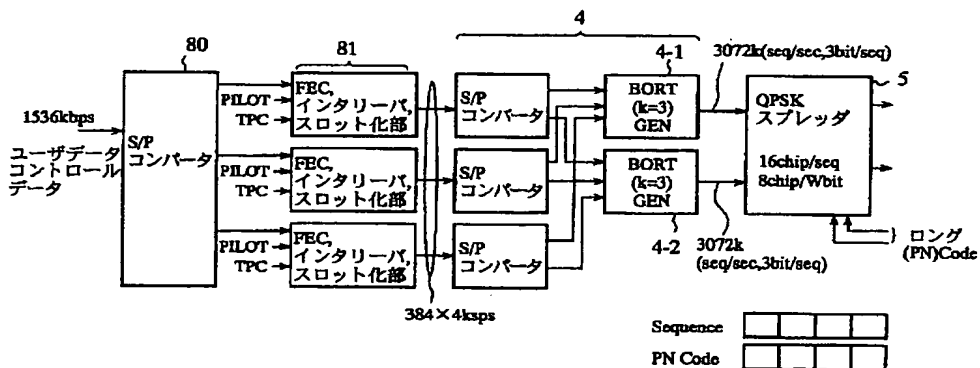 4
80
81
4-1
3072k(seq/sec,3bit/seq)
5
1536kbps
ユーザデータ
コントロール
データ
S/P
コンバータ
PILOT
TPC
FEC,
インタリーバ,
スロット化部
S/P
コンバータ
BORT
(k=3)
GEN
QPSK
スプレッダ
16chip/seq
8chip/Wbit
PILOT
TPC
FEC,
インタリーバ,
スロット化部
S/P
コンバータ
BORT
(k=3)
GEN
4-2
3072k
(seq/sec,3bit/seq)
ロング
(PN)Code
PILOT
TPC
FEC,
インタリーバ,
スロット化部
S/P
コンバータ
384×4ksps
Sequence
PN Code